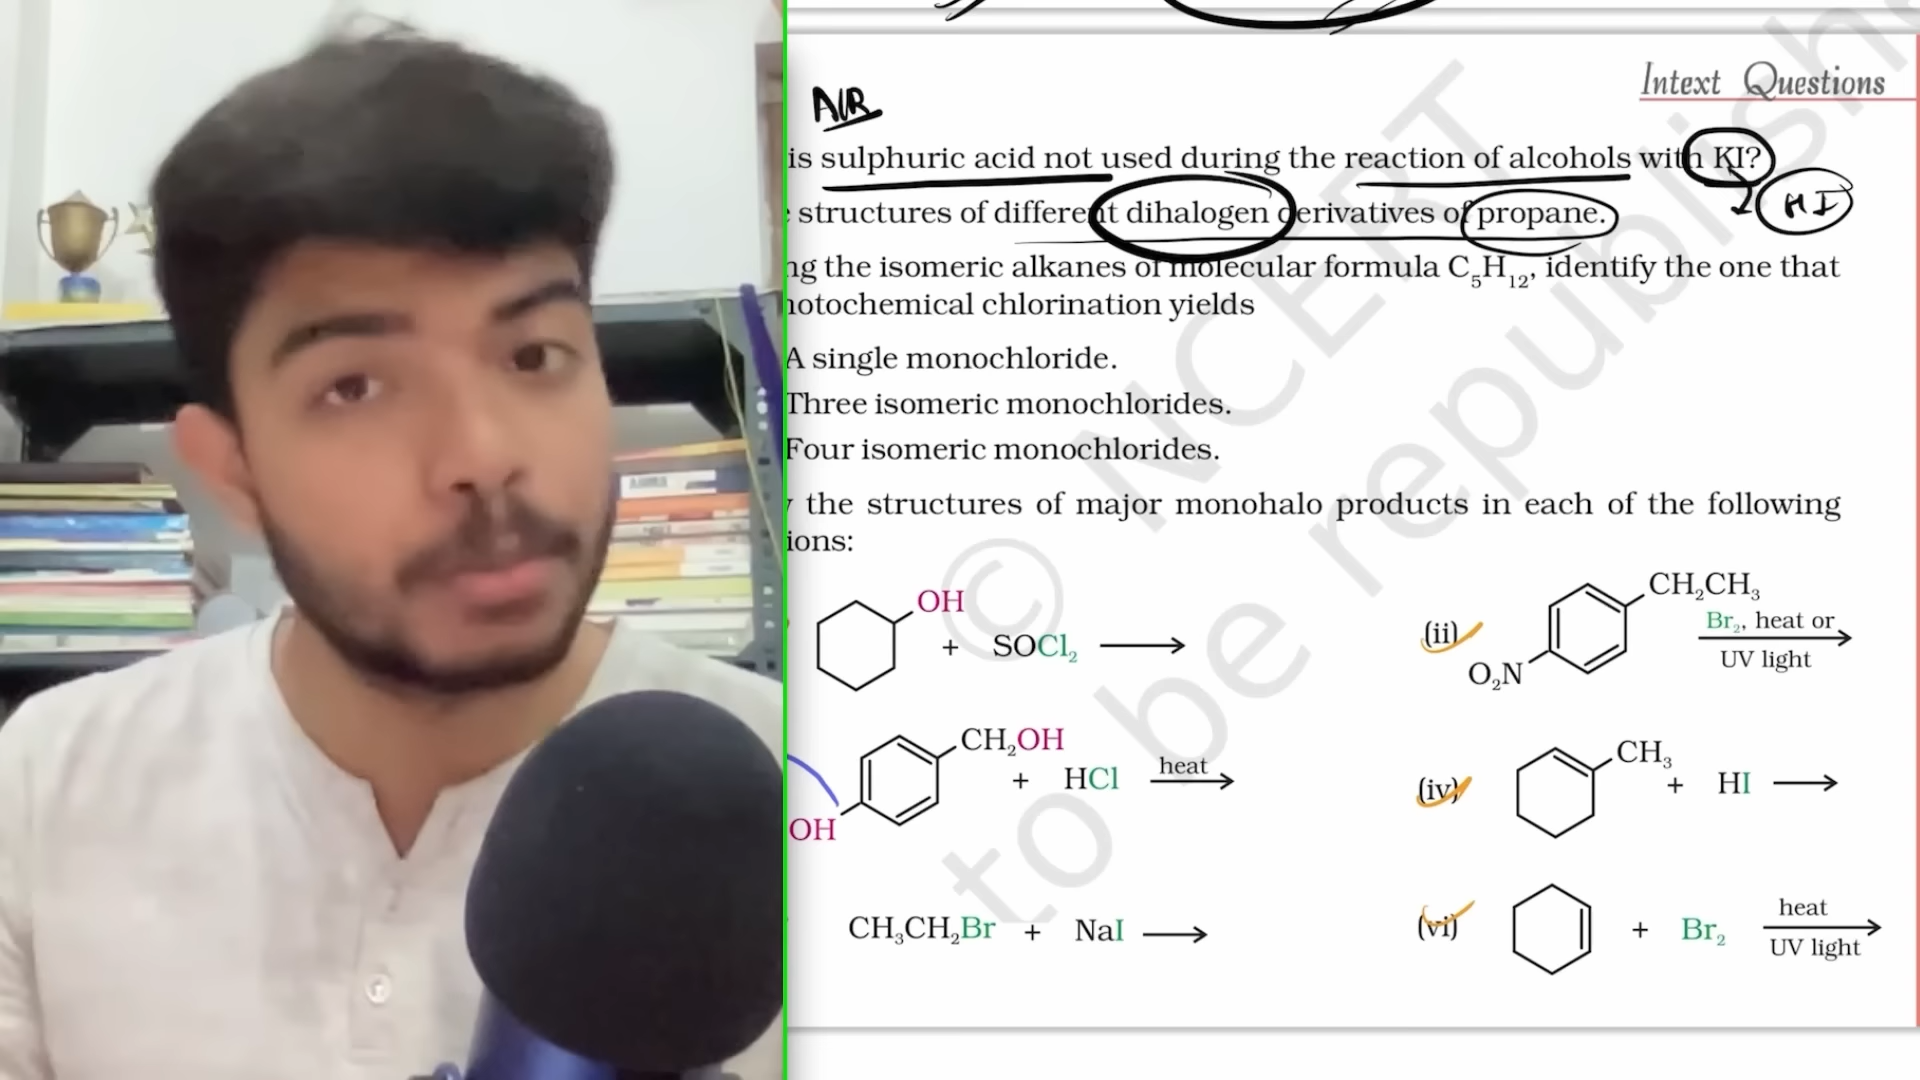 Intext Questions
AIR
is sulphuric acid not used during the reaction of alcohols with KI?
HI
structures of different dihalogen derivatives of propane.
ng the isomeric alkanes of molecular formula C₅H₁₂, identify the one that
hotochemical chlorination yields
A single monochloride.
Three isomeric monochlorides.
Four isomeric monochlorides.
the structures of major monohalo products in each of the following
ions:
OH
+ SOCl₂
(ii)
CH₂CH₃
O₂N
Br₂, heat or
UV light
CH₂OH
+ HCl
heat
OH
(iv)
CH₃
+ HI
CH₃CH₂Br + NaI
(vi)
+ Br₂
heat
UV light
© NCERT
to be republishe